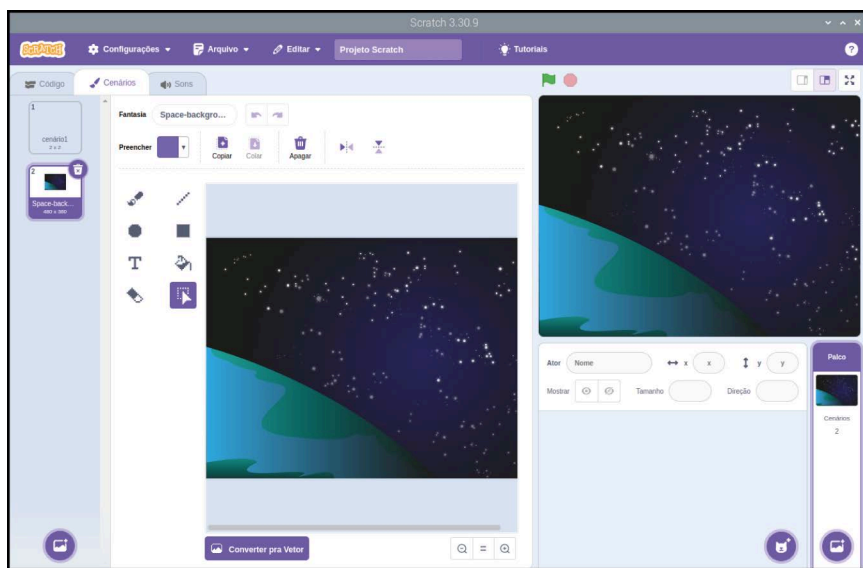 Scratch 3.30.9
SCRATCH Configurações Arquivo Editar Projeto Scratch Tutoriais ?
Código Cenários Sons
1
cenário1
2 x 2
2
Space-back...
480 x 360
Fantasia Space-backgro...
Preencher Copiar Colar Apagar
T
Converter pra Vetor
=
Ator Nome x x y y
Mostrar Tamanho Direção
Palco
Cenários
2